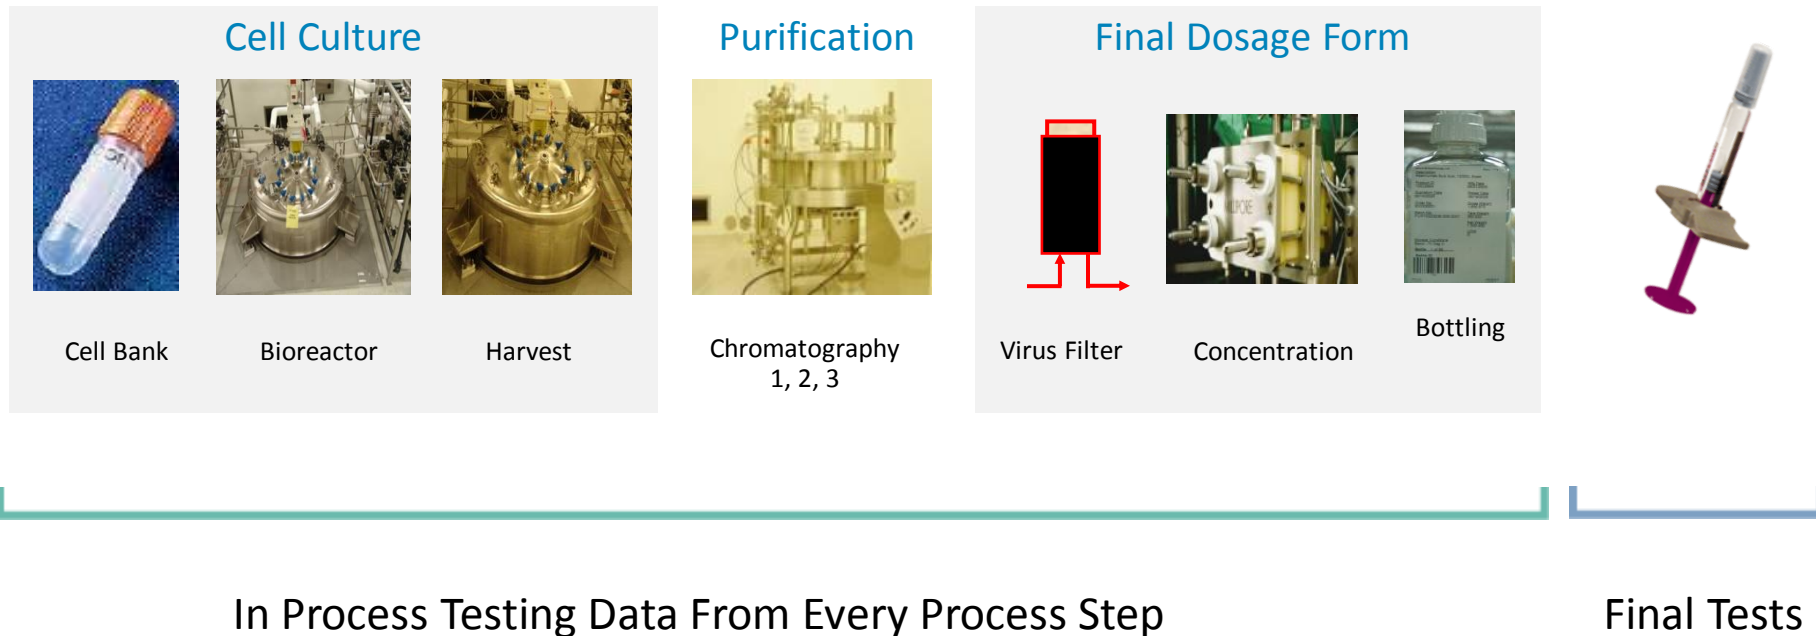 Cell Culture
Purification
Final Dosage Form
Cell Bank
Bioreactor
Harvest
Chromatography
1, 2, 3
Virus Filter
Concentration
Bottling
In Process Testing Data From Every Process Step
Final Tests